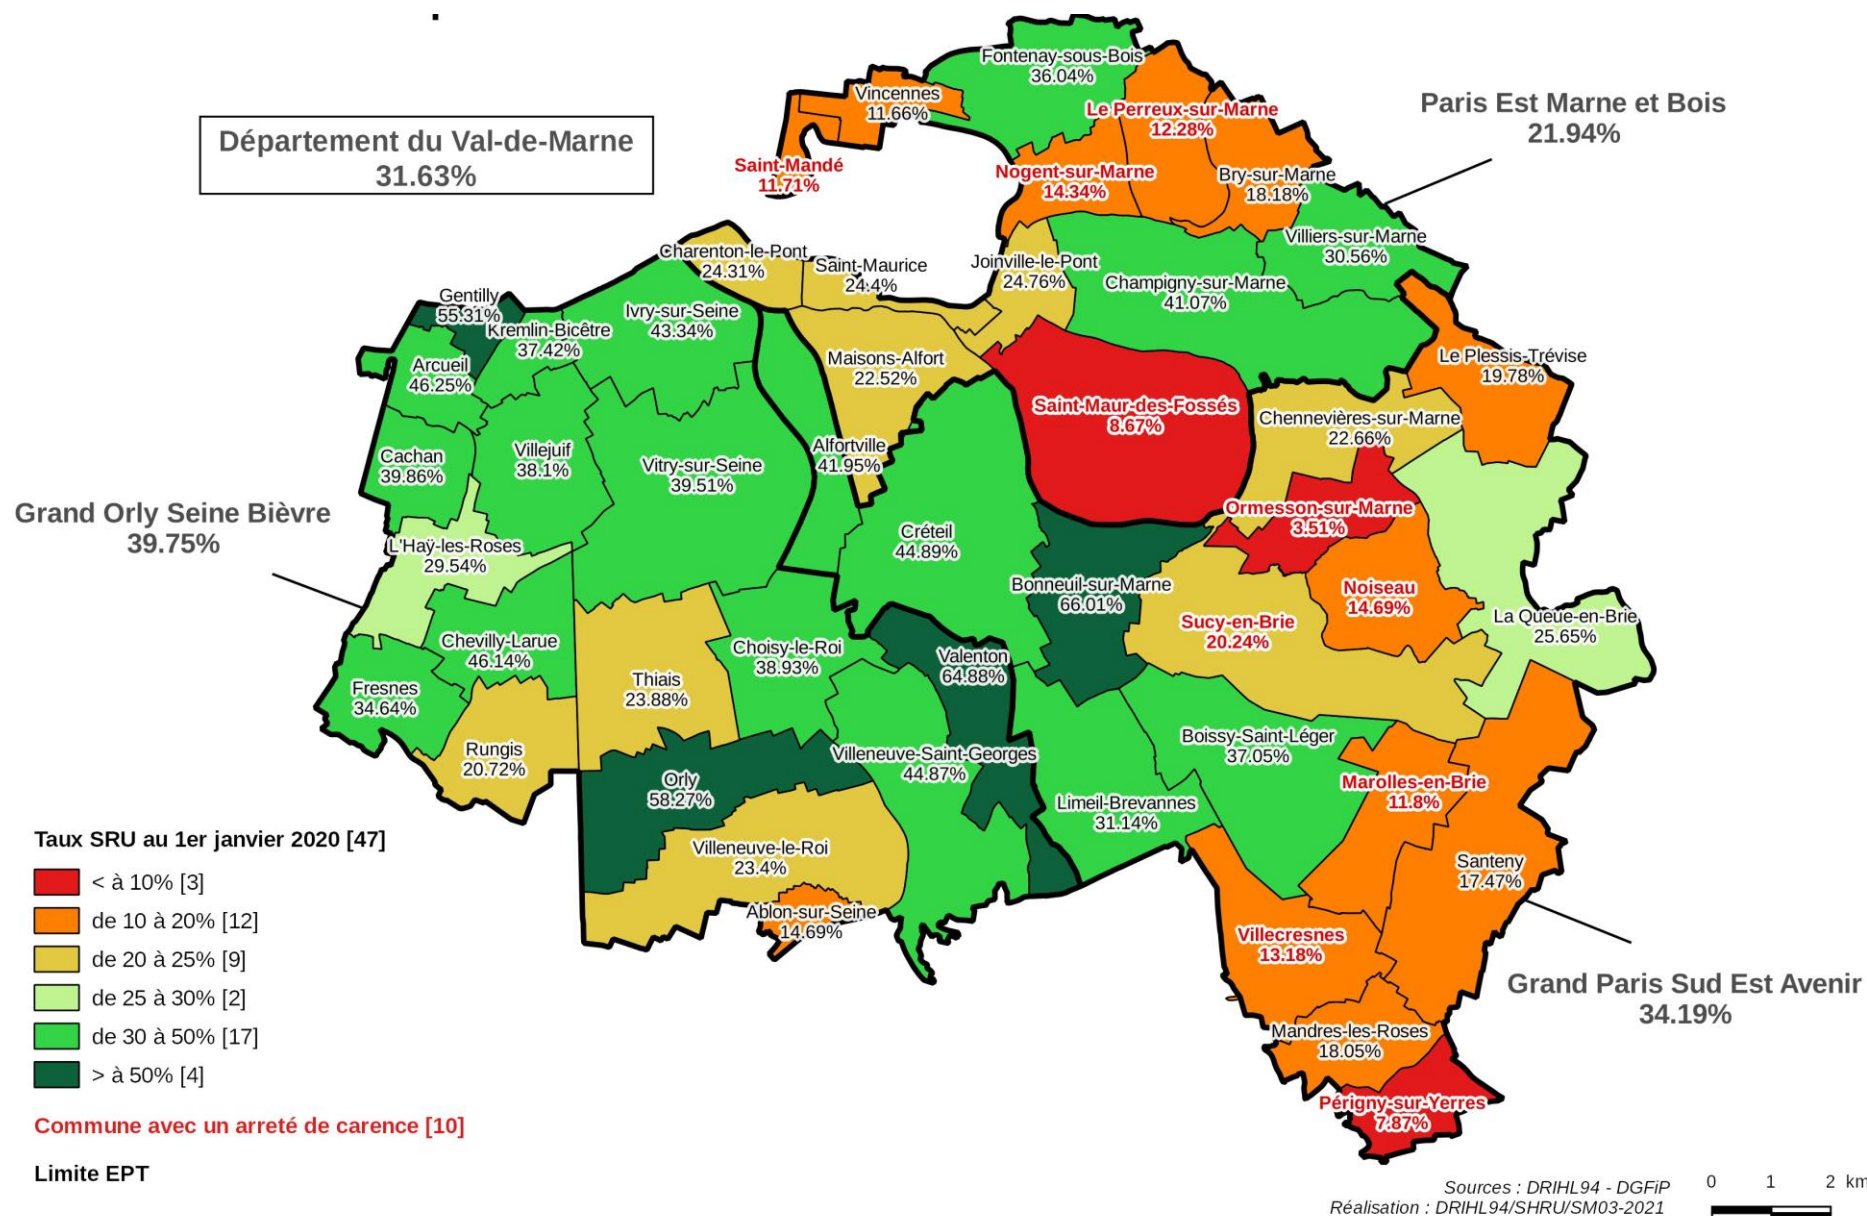 Fontenay-sous-Bois
36.04%
Vincennes
11.66%
Le Perreux-sur-Marne
12.28%
Paris Est Marne et Bois
21.94%
Département du Val-de-Marne
31.63%
Saint-Mandé
11.71%
Nogent-sur-Marne
14.34%
Bry-sur-Marne
18.18%
Villiers-sur-Marne
30.56%
Charenton-le-Pont
24.31%
Saint-Maurice
24.4%
Joinville-le-Pont
24.76%
Champigny-sur-Marne
41.07%
Gentilly
55.31%
Kremlin-Bicêtre
37.42%
Ivry-sur-Seine
43.34%
Arcueil
46.25%
Maisons-Alfort
22.52%
Le Plessis-Trévise
19.78%
Saint-Maur-des-Fossés
8.67%
Chennevières-sur-Marne
22.66%
Cachan
39.86%
Villejuif
38.1%
Vitry-sur-Seine
39.51%
Alfortville
41.95%
Grand Orly Seine Bièvre
39.75%
L'Haÿ-les-Roses
29.54%
Créteil
44.89%
Ormesson-sur-Marne
3.51%
Bonneuil-sur-Marne
66.01%
Noiseau
14.69%
Sucy-en-Brie
20.24%
La Queue-en-Brie
25.65%
Chevilly-Larue
46.14%
Choisy-le-Roi
38.93%
Valenton
64.88%
Fresnes
34.64%
Thiais
23.88%
Rungis
20.72%
Villeneuve-Saint-Georges
44.87%
Boissy-Saint-Léger
37.05%
Orly
58.27%
Marolles-en-Brie
11.8%
Limeil-Brevannes
31.14%
Villeneuve-le-Roi
23.4%
Santeny
17.47%
Ablon-sur-Seine
14.69%
Villecresnes
13.18%
Grand Paris Sud Est Avenir
34.19%
Mandres-les-Roses
18.05%
Périgny-sur-Yerres
7.87%
Taux SRU au 1er janvier 2020 [47]
< à 10% [3]
de 10 à 20% [12]
de 20 à 25% [9]
de 25 à 30% [2]
de 30 à 50% [17]
> à 50% [4]
Commune avec un arreté de carence [10]
Limite EPT
Sources : DRIHL94 - DGFiP
Réalisation : DRIHL94/SHRU/SM03-2021
0 1 2 km